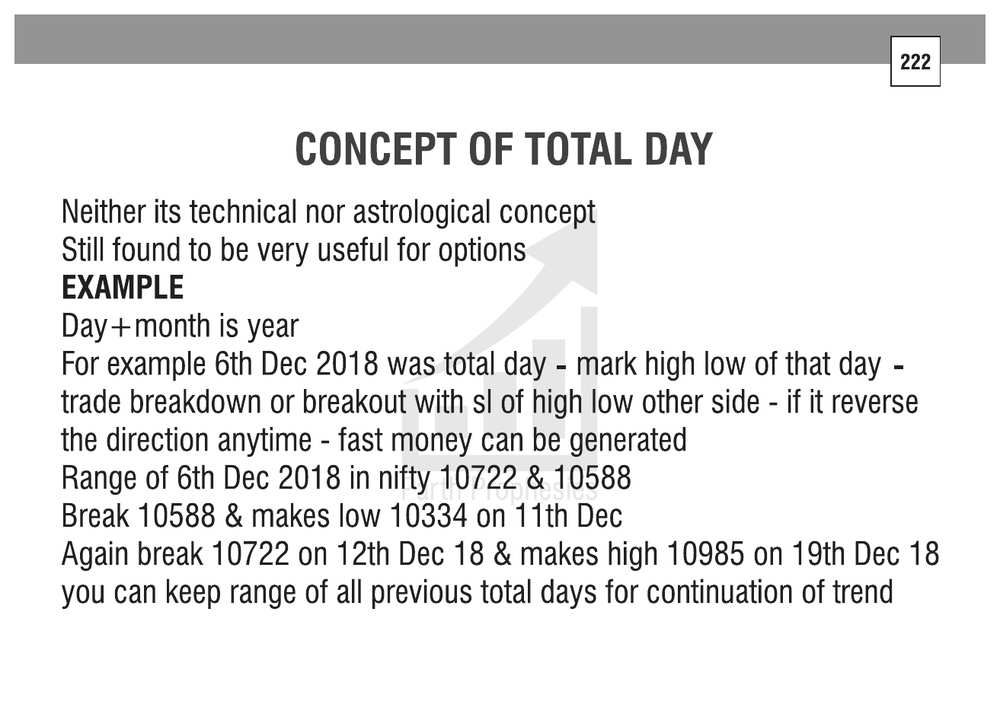 222
CONCEPT OF TOTAL DAY
Neither its technical nor astrological concept
Still found to be very useful for options
EXAMPLE
Day+month is year
For example 6th Dec 2018 was total day - mark high low of that day -
trade breakdown or breakout with sl of high low other side - if it reverse
the direction anytime - fast money can be generated
Range of 6th Dec 2018 in nifty 10722 & 10588
Parth Prophesies
Break 10588 & makes low 10334 on 11th Dec
Again break 10722 on 12th Dec 18 & makes high 10985 on 19th Dec 18
you can keep range of all previous total days for continuation of trend